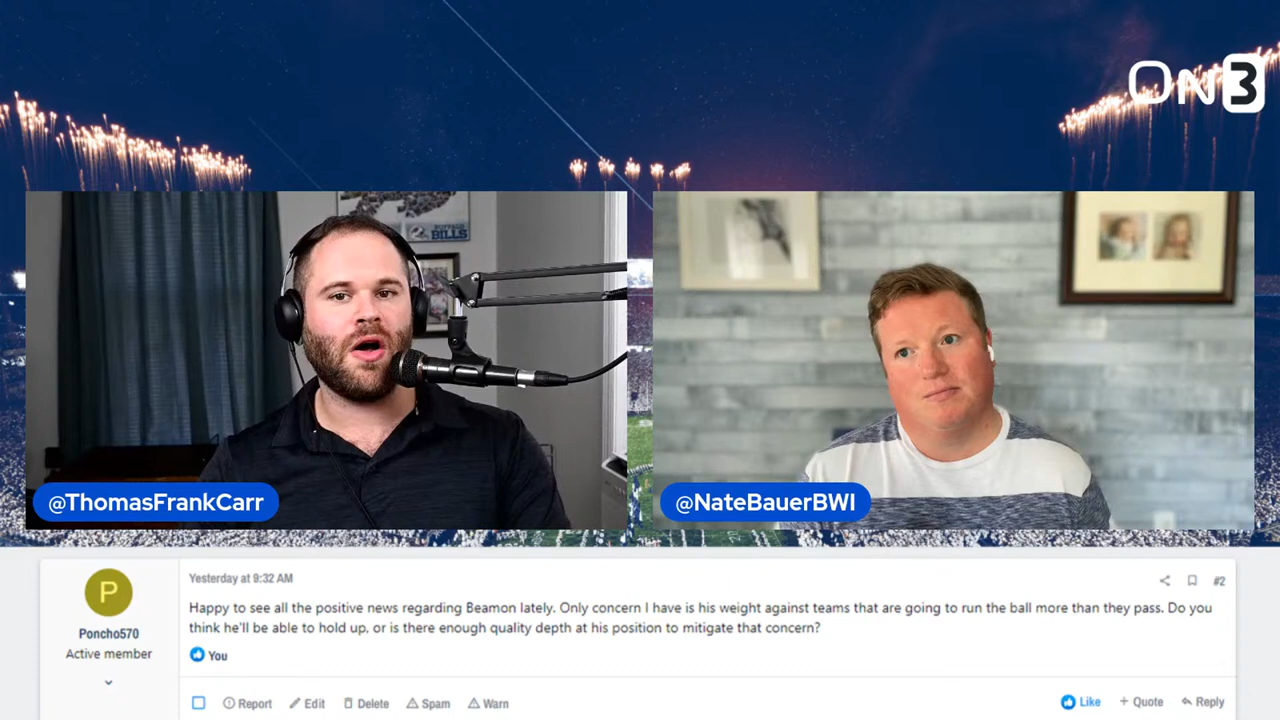 ON3
BUFFALO
BILLS
@ThomasFrankCarr
@NateBauerBWI
P
Poncho570
Active member
Yesterday at 9:32 AM
#2
Happy to see all the positive news regarding Beamon lately. Only concern I have is his weight against teams that are going to run the ball more than they pass. Do you
think he'll be able to hold up, or is there enough quality depth at his position to mitigate that concern?
You
Report Edit Delete Spam Warn
Like + Quote Reply